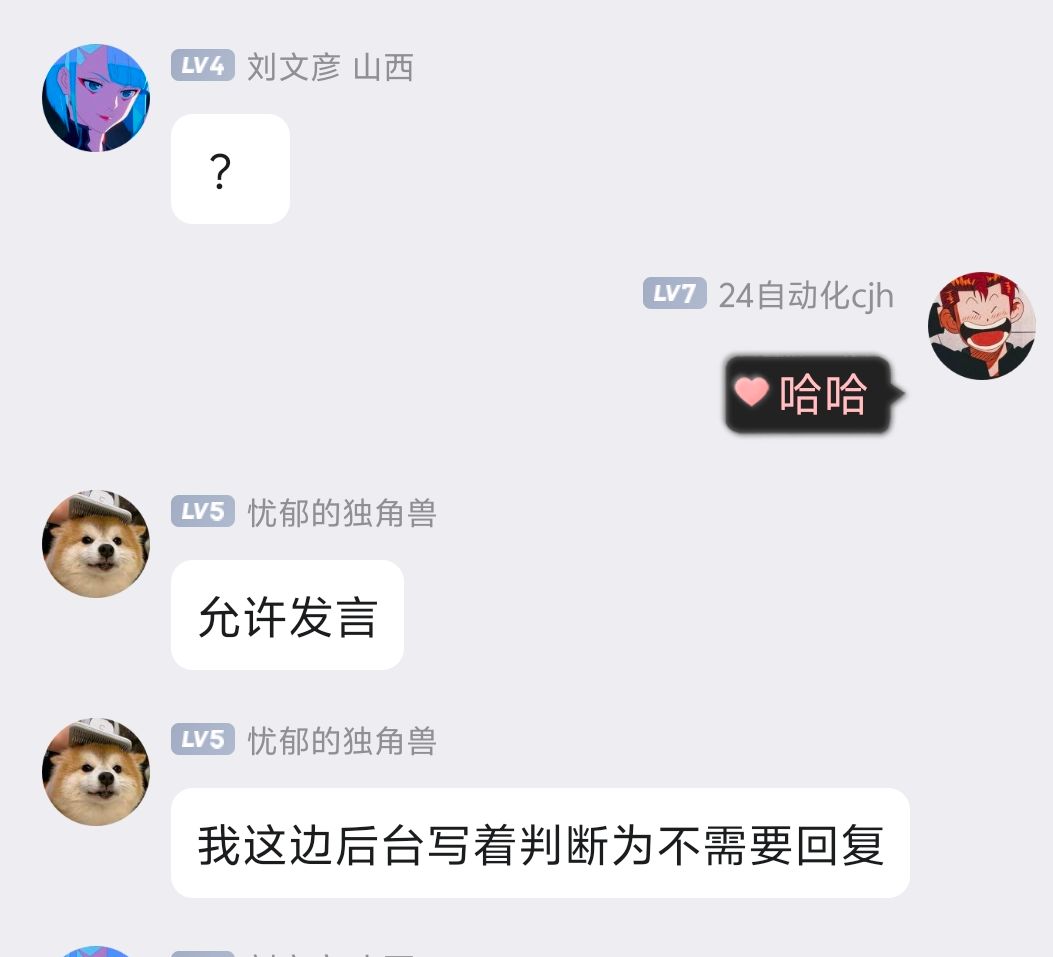 LV4 刘文彦 山西
？
LV7 24自动化cjh
哈哈
LV5 忧郁的独角兽
允许发言
LV5 忧郁的独角兽
我这边后台写着判断为不需要回复